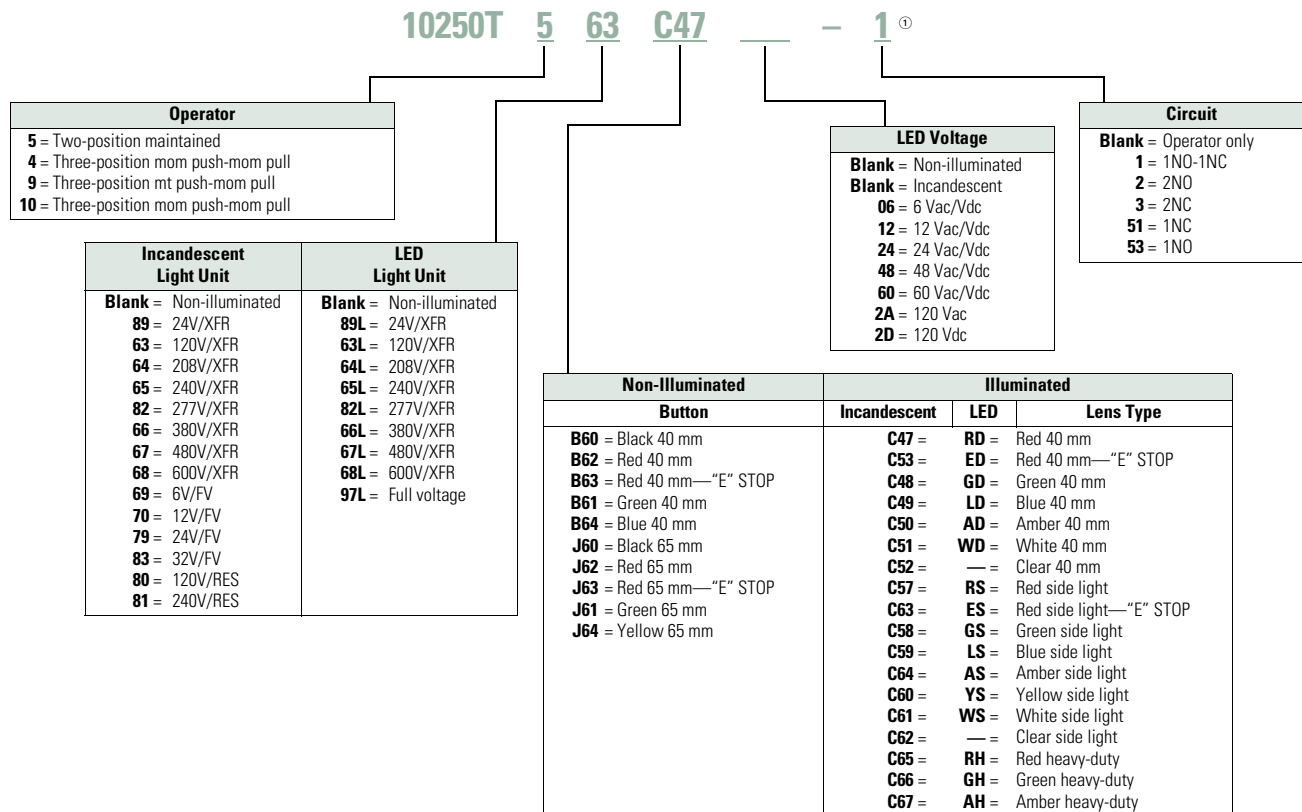 10250T 5 63 C47 ___ – 1 ①
Operator
5 = Two-position maintained
4 = Three-position mom push-mom pull
9 = Three-position mt push-mom pull
10 = Three-position mom push-mom pull
Incandescent Light Unit
Blank = Non-illuminated
89 = 24V/XFR
63 = 120V/XFR
64 = 208V/XFR
65 = 240V/XFR
82 = 277V/XFR
66 = 380V/XFR
67 = 480V/XFR
68 = 600V/XFR
69 = 6V/FV
70 = 12V/FV
79 = 24V/FV
83 = 32V/FV
80 = 120V/RES
81 = 240V/RES
LED Light Unit
Blank = Non-illuminated
89L = 24V/XFR
63L = 120V/XFR
64L = 208V/XFR
65L = 240V/XFR
82L = 277V/XFR
66L = 380V/XFR
67L = 480V/XFR
68L = 600V/XFR
97L = Full voltage
LED Voltage
Blank = Non-illuminated
Blank = Incandescent
06 = 6 Vac/Vdc
12 = 12 Vac/Vdc
24 = 24 Vac/Vdc
48 = 48 Vac/Vdc
60 = 60 Vac/Vdc
2A = 120 Vac
2D = 120 Vdc
Circuit
Blank = Operator only
1 = 1NO-1NC
2 = 2NO
3 = 2NC
51 = 1NC
53 = 1NO
Non-Illuminated
Button
B60 = Black 40 mm
B62 = Red 40 mm
B63 = Red 40 mm—“E” STOP
B61 = Green 40 mm
B64 = Blue 40 mm
J60 = Black 65 mm
J62 = Red 65 mm
J63 = Red 65 mm—“E” STOP
J61 = Green 65 mm
J64 = Yellow 65 mm
Illuminated
Incandescent LED Lens Type
C47 = RD = Red 40 mm
C53 = ED = Red 40 mm—“E” STOP
C48 = GD = Green 40 mm
C49 = LD = Blue 40 mm
C50 = AD = Amber 40 mm
C51 = WD = White 40 mm
C52 = — = Clear 40 mm
C57 = RS = Red side light
C63 = ES = Red side light—“E” STOP
C58 = GS = Green side light
C59 = LS = Blue side light
C64 = AS = Amber side light
C60 = YS = Yellow side light
C61 = WS = White side light
C62 = — = Clear side light
C65 = RH = Red heavy-duty
C66 = GH = Green heavy-duty
C67 = AH = Amber heavy-duty